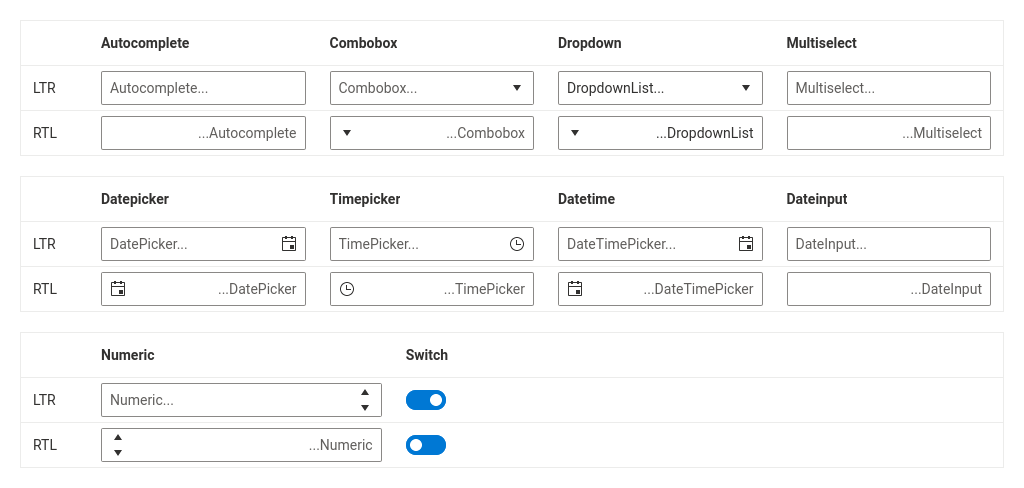 Autocomplete Combobox Dropdown Multiselect
LTR Autocomplete... Combobox... DropdownList... Multiselect...
RTL ...Autocomplete ...Combobox ...DropdownList ...Multiselect
Datepicker Timepicker Datetime Dateinput
LTR DatePicker... TimePicker... DateTimePicker... DateInput...
RTL ...DatePicker ...TimePicker ...DateTimePicker ...DateInput
Numeric Switch
LTR Numeric...
RTL ...Numeric